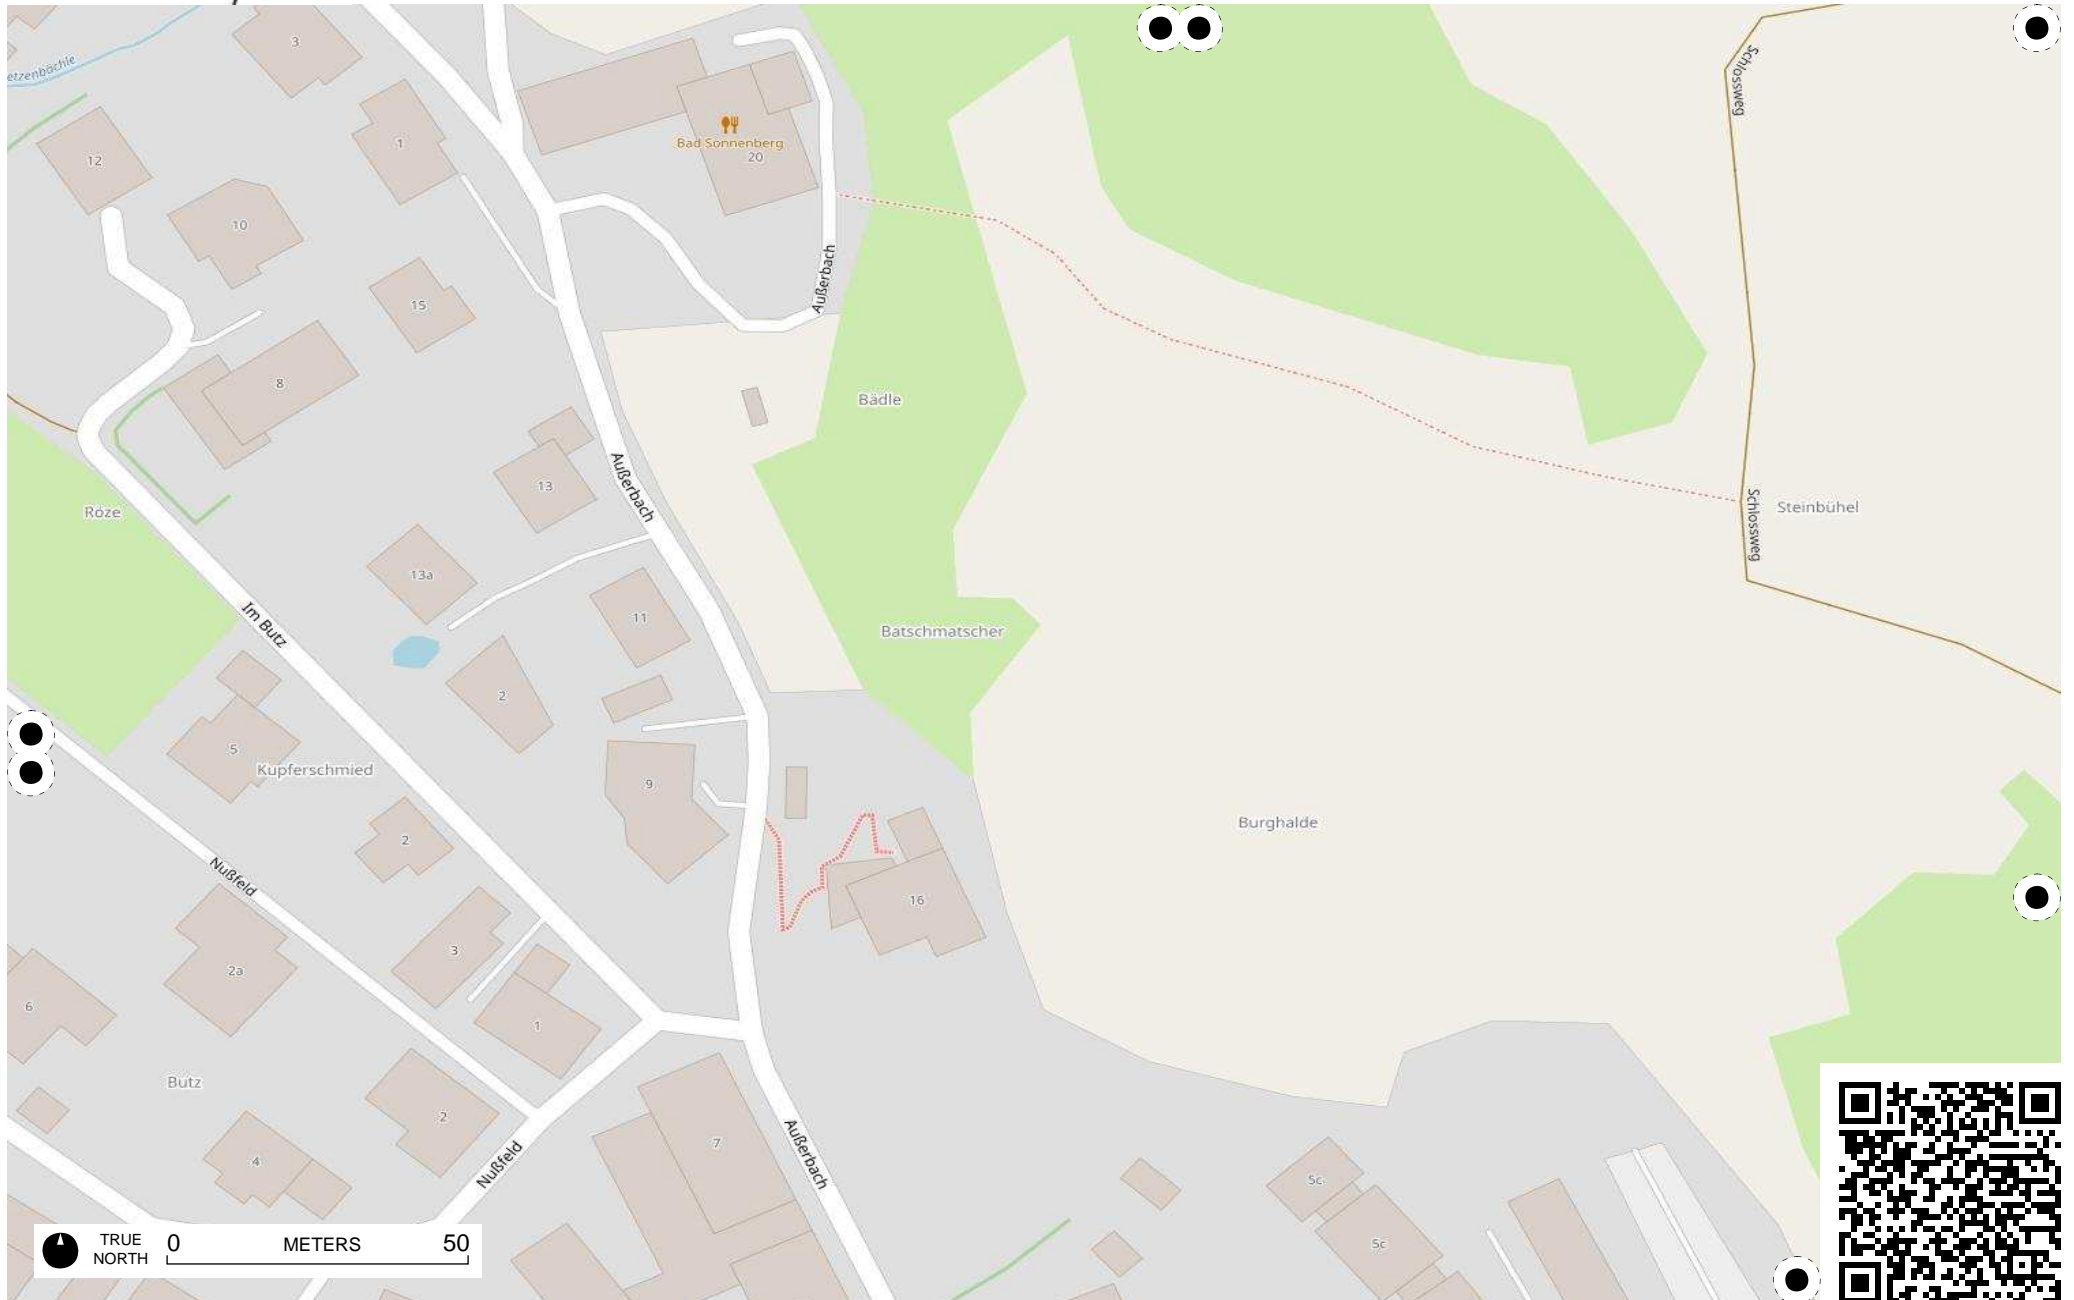 etzenbächle
3
12
1
10
Bad Sonnenberg
20
Schlossweg
15
Außerbach
8
Bädle
13
Außerbach
Röze
Schlossweg
Steinbühel
13a
11
Im Butz
Batschmatscher
2
5
Kupferschmied
9
Burghalde
2
Nußfeld
16
3
2a
6
1
Butz
2
7
4
Nußfeld
Außerbach
5c
5c
TRUE NORTH
0 METERS 50